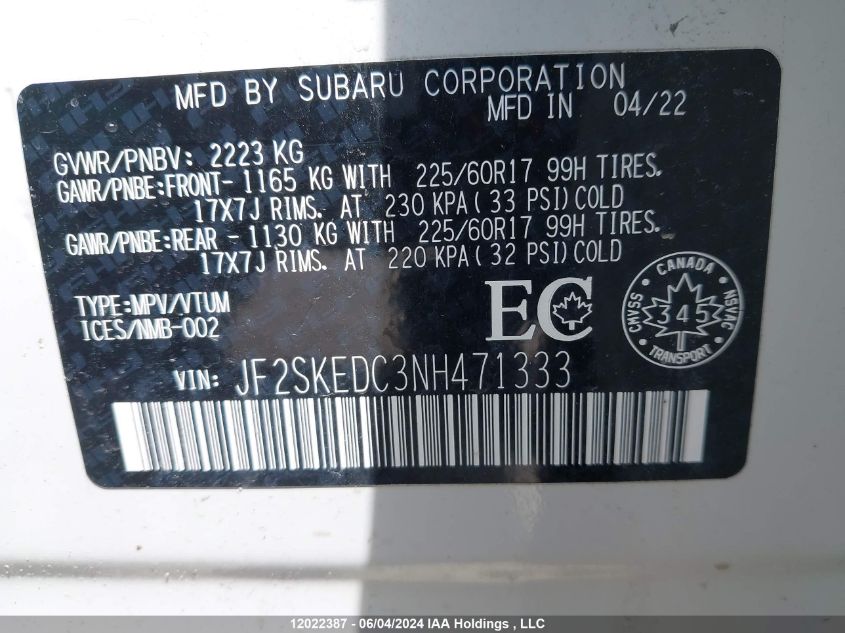 MFD BY SUBARU CORPORATION
MFD IN 04/22
GVWR/PNBV: 2223 KG
GAWR/PNBE:FRONT- 1165 KG WITH 225/60R17 99H TIRES.
17X7J RIMS. AT 230 KPA(33 PSI)COLD
GAWR/PNBE:REAR - 1130 KG WITH 225/60R17 99H TIRES.
17X7J RIMS. AT 220 KPA(32 PSI)COLD
TYPE:MPV/VTUM
ICES/NMB-002
EC
CANADA
CMVSS 345 NSVAC
TRANSPORT
VIN: JF2SKEDC3NH471333
12022387 - 06/04/2024 IAA Holdings , LLC